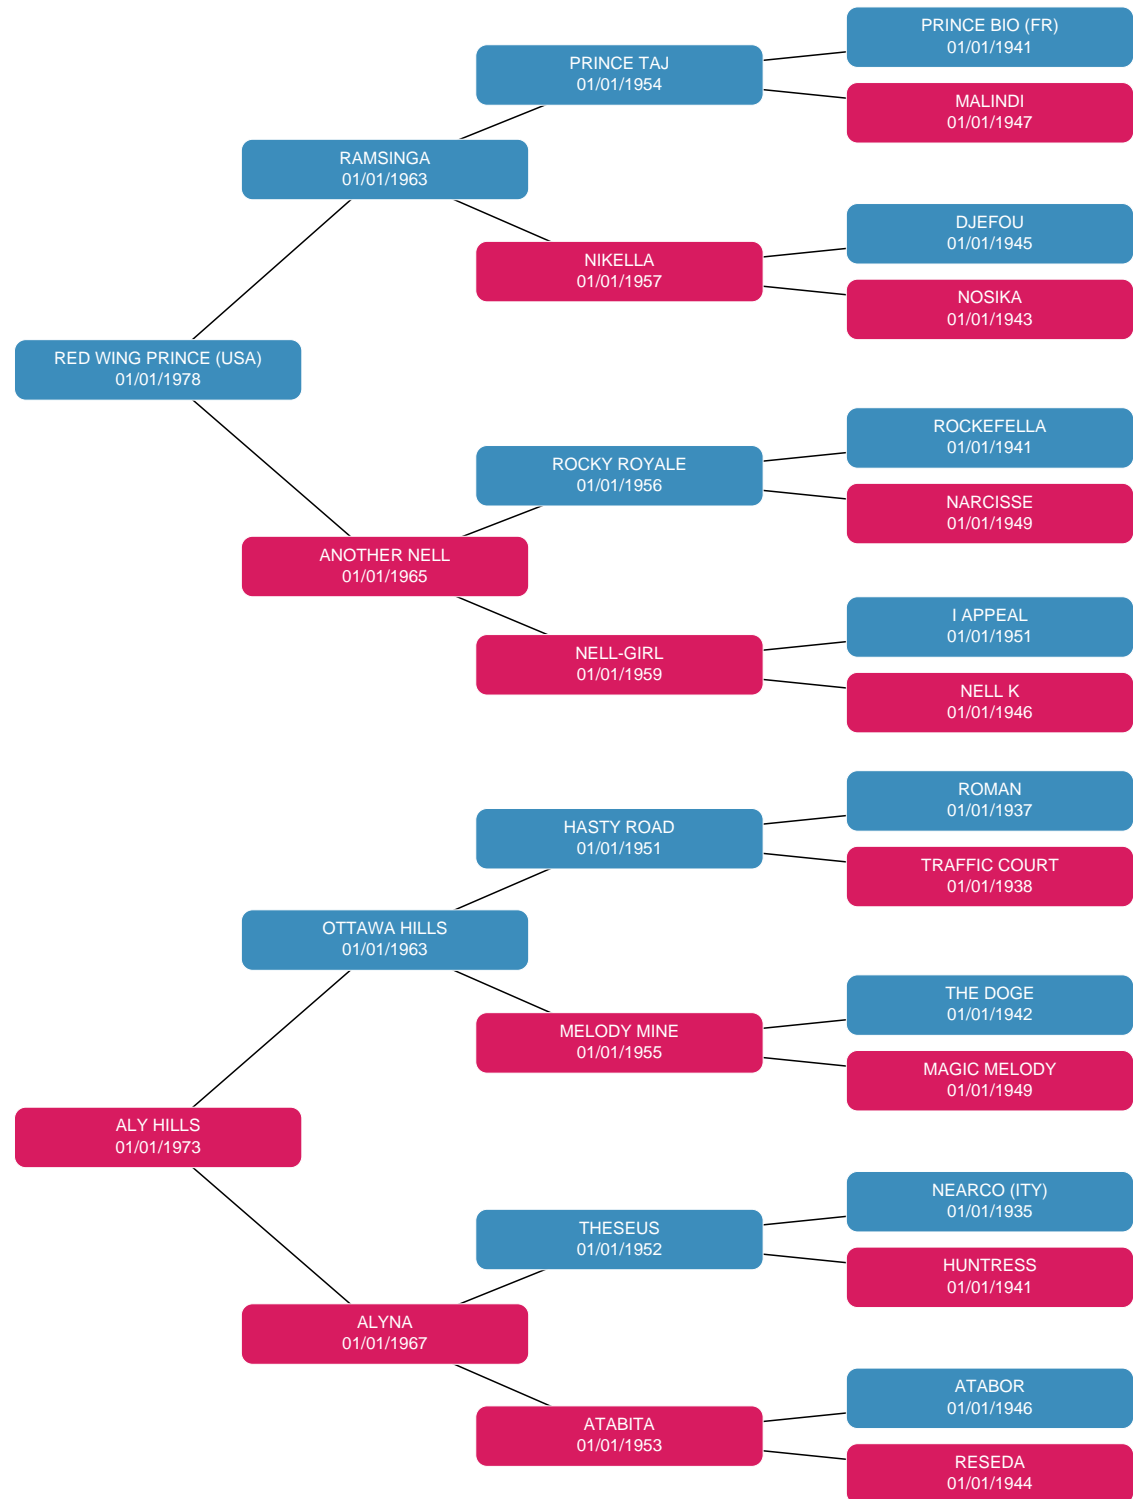 PRINCE BIO (FR)
01/01/1941
PRINCE TAJ
01/01/1954
MALINDI
01/01/1947
RAMSINGA
01/01/1963
DJEFOU
01/01/1945
NIKELLA
01/01/1957
NOSIKA
01/01/1943
RED WING PRINCE (USA)
01/01/1978
ROCKEFELLA
01/01/1941
ROCKY ROYALE
01/01/1956
NARCISSE
01/01/1949
ANOTHER NELL
01/01/1965
I APPEAL
01/01/1951
NELL-GIRL
01/01/1959
NELL K
01/01/1946
ROMAN
01/01/1937
HASTY ROAD
01/01/1951
TRAFFIC COURT
01/01/1938
OTTAWA HILLS
01/01/1963
THE DOGE
01/01/1942
MELODY MINE
01/01/1955
MAGIC MELODY
01/01/1949
ALY HILLS
01/01/1973
NEARCO (ITY)
01/01/1935
THESEUS
01/01/1952
HUNTRESS
01/01/1941
ALYNA
01/01/1967
ATABOR
01/01/1946
ATABITA
01/01/1953
RESEDA
01/01/1944